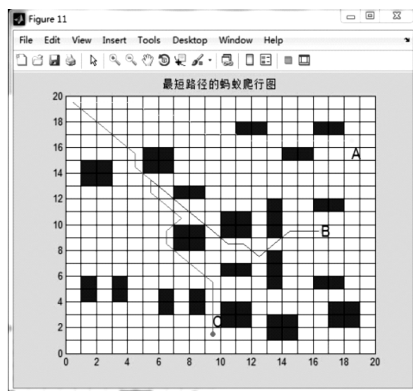 Figure 11
File Edit View Insert Tools Desktop Window Help
最短路径的蚂蚁爬行图
20
18
16
14
12
10
8
6
4
2
0
0 2 4 6 8 10 12 14 16 18 20
A
B
C